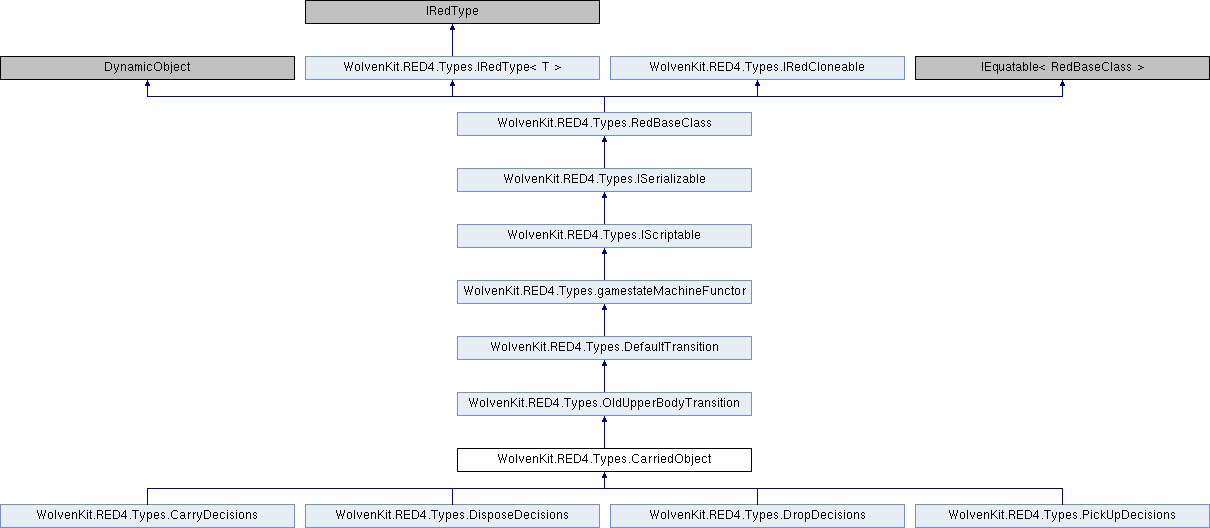 IRedType
DynamicObject
WolvenKit.RED4.Types.IRedType< T >
WolvenKit.RED4.Types.IRedCloneable
IEquatable< RedBaseClass >
WolvenKit.RED4.Types.RedBaseClass
WolvenKit.RED4.Types.ISerializable
WolvenKit.RED4.Types.IScriptable
WolvenKit.RED4.Types.gamestateMachineFunctor
WolvenKit.RED4.Types.DefaultTransition
WolvenKit.RED4.Types.OldUpperBodyTransition
WolvenKit.RED4.Types.CarriedObject
WolvenKit.RED4.Types.CarryDecisions
WolvenKit.RED4.Types.DisposeDecisions
WolvenKit.RED4.Types.DropDecisions
WolvenKit.RED4.Types.PickUpDecisions